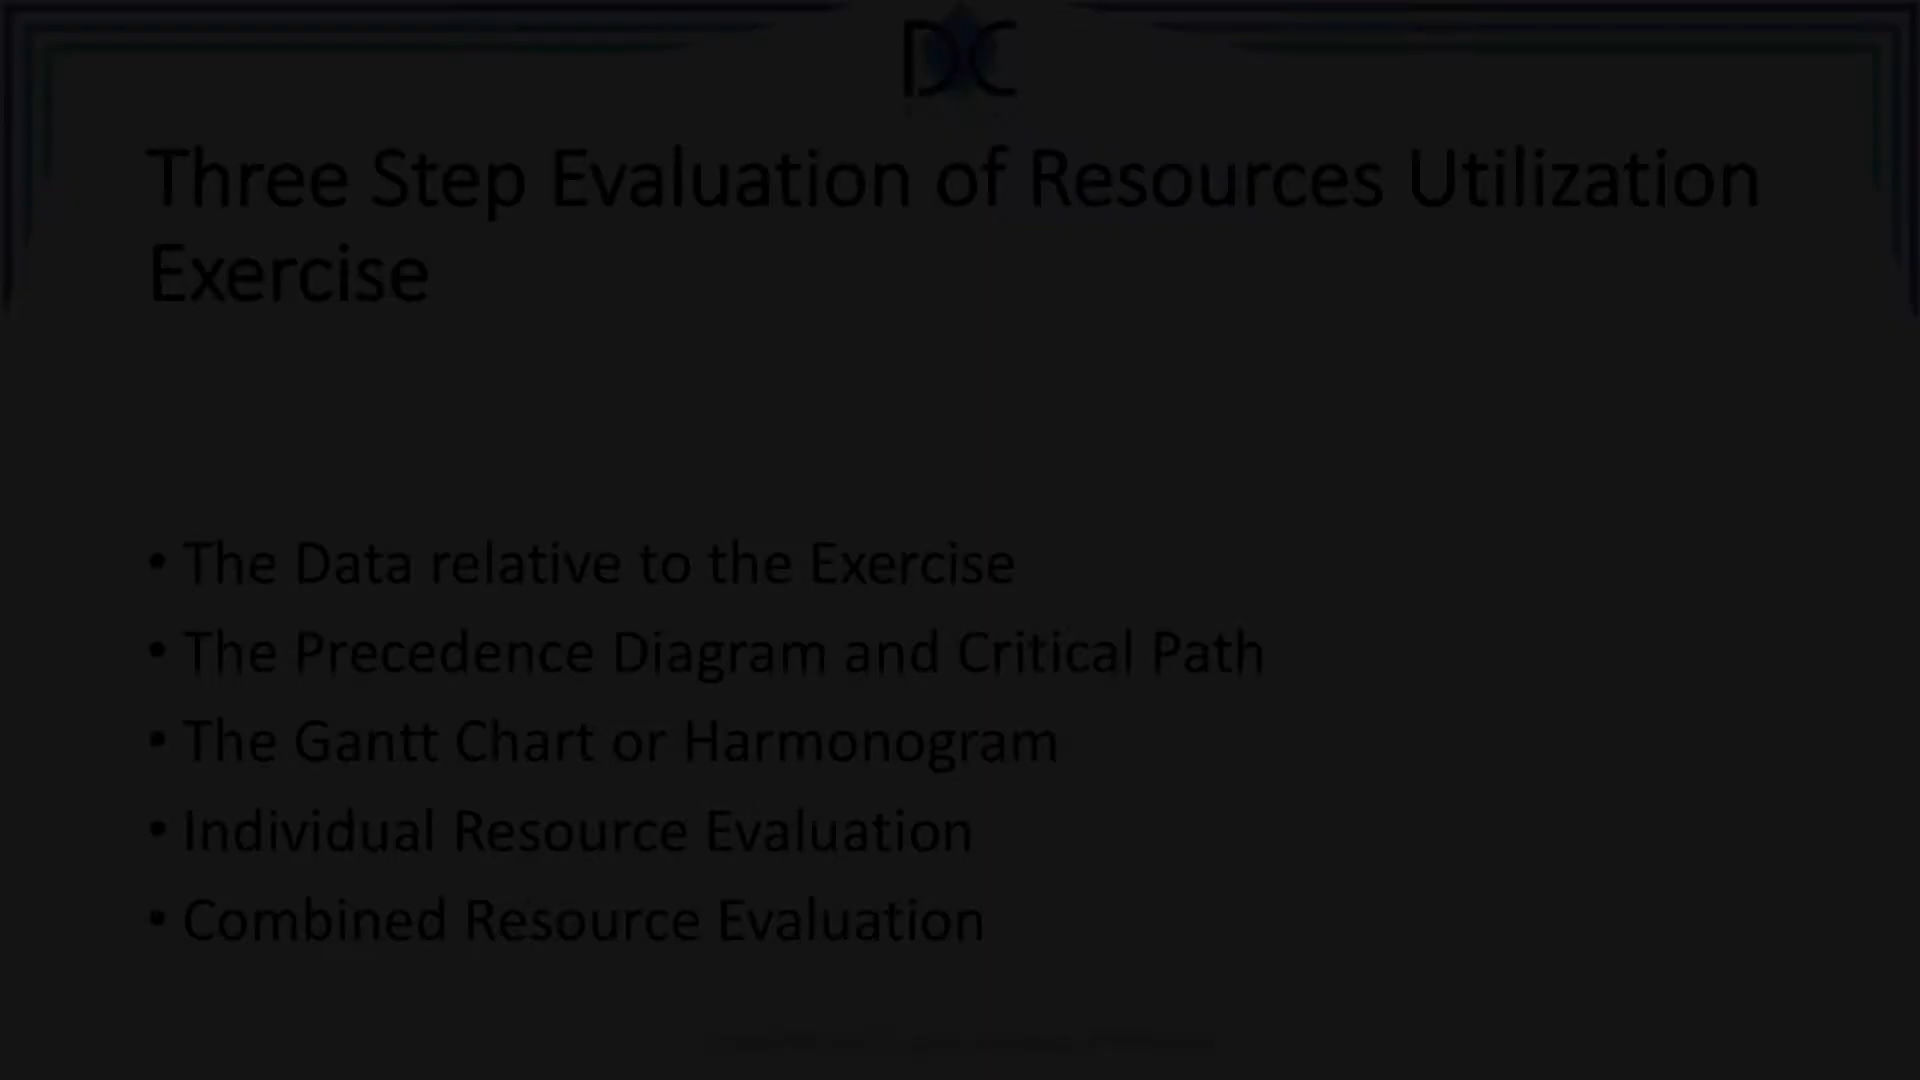 DC
Three Step Evaluation of Resources Utilization
Exercise
• The Data relative to the Exercise
• The Precedence Diagram and Critical Path
• The Gantt Chart or Harmonogram
• Individual Resource Evaluation
• Combined Resource Evaluation